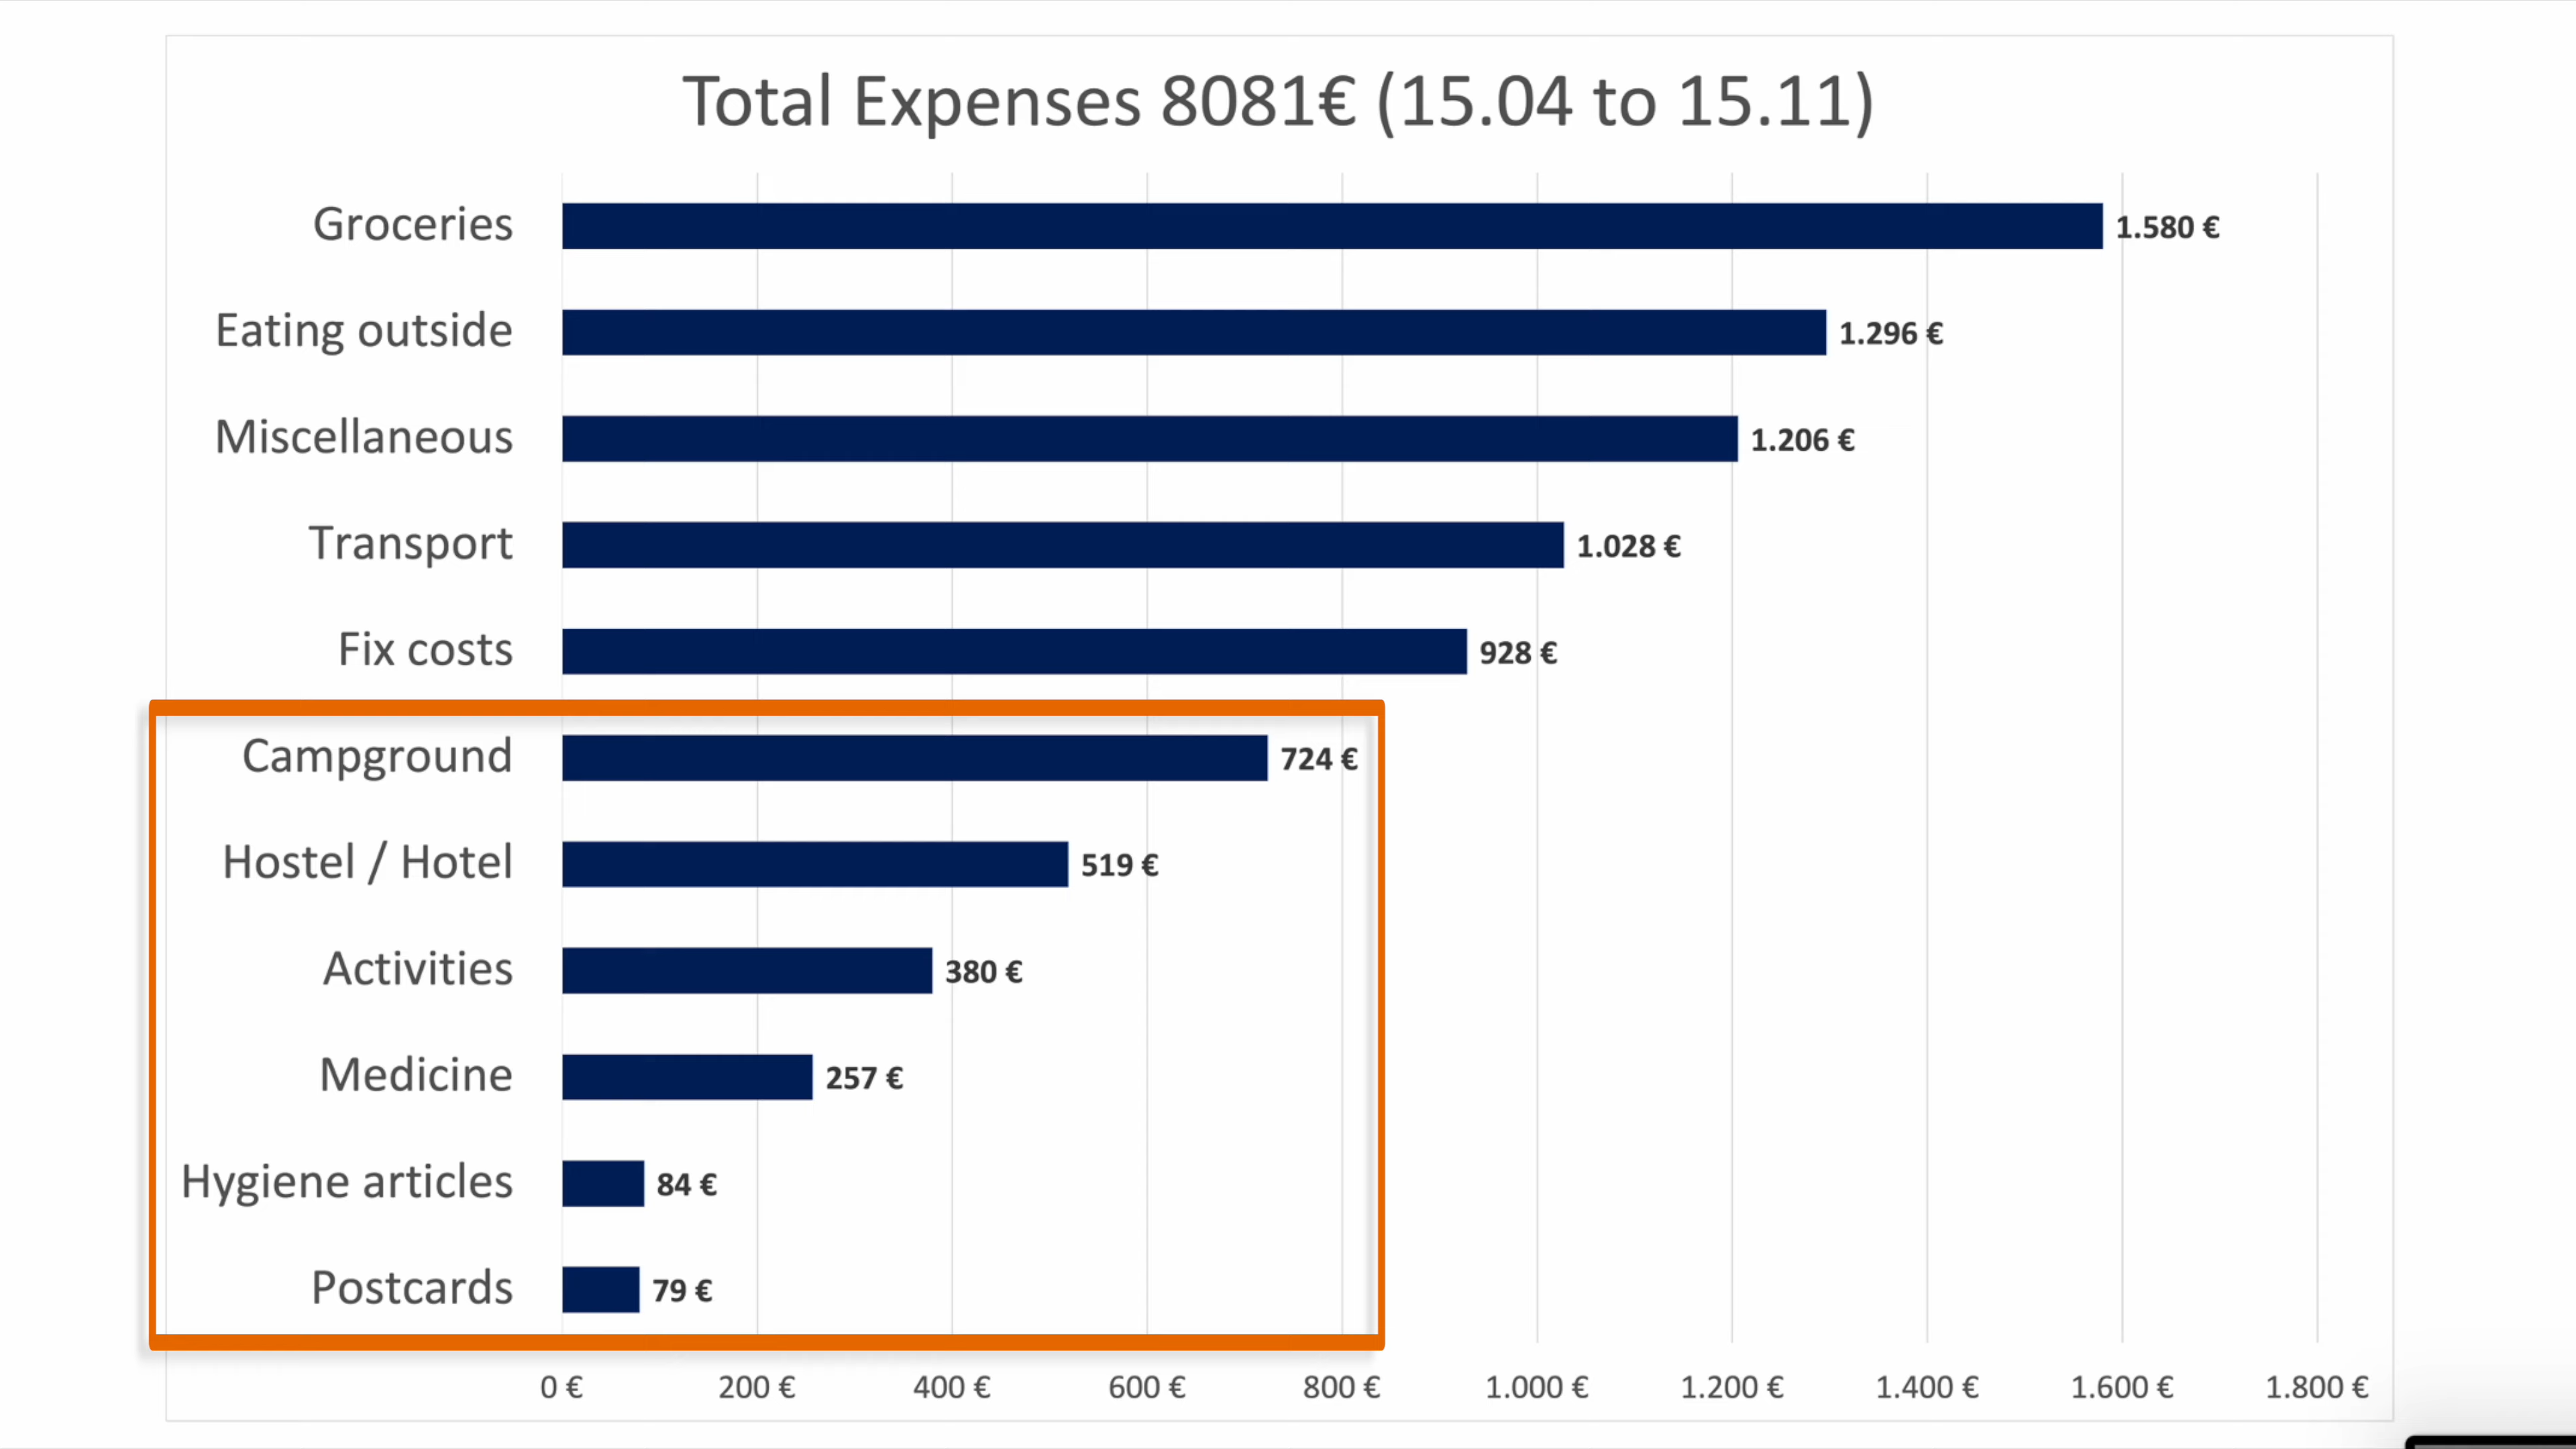 Total Expenses 8081€ (15.04 to 15.11)
Groceries 1.580 €
Eating outside 1.296 €
Miscellaneous 1.206 €
Transport 1.028 €
Fix costs 928 €
Campground 724 €
Hostel / Hotel 519 €
Activities 380 €
Medicine 257 €
Hygiene articles 84 €
Postcards 79 €
0 € 200 € 400 € 600 € 800 € 1.000 € 1.200 € 1.400 € 1.600 € 1.800 €